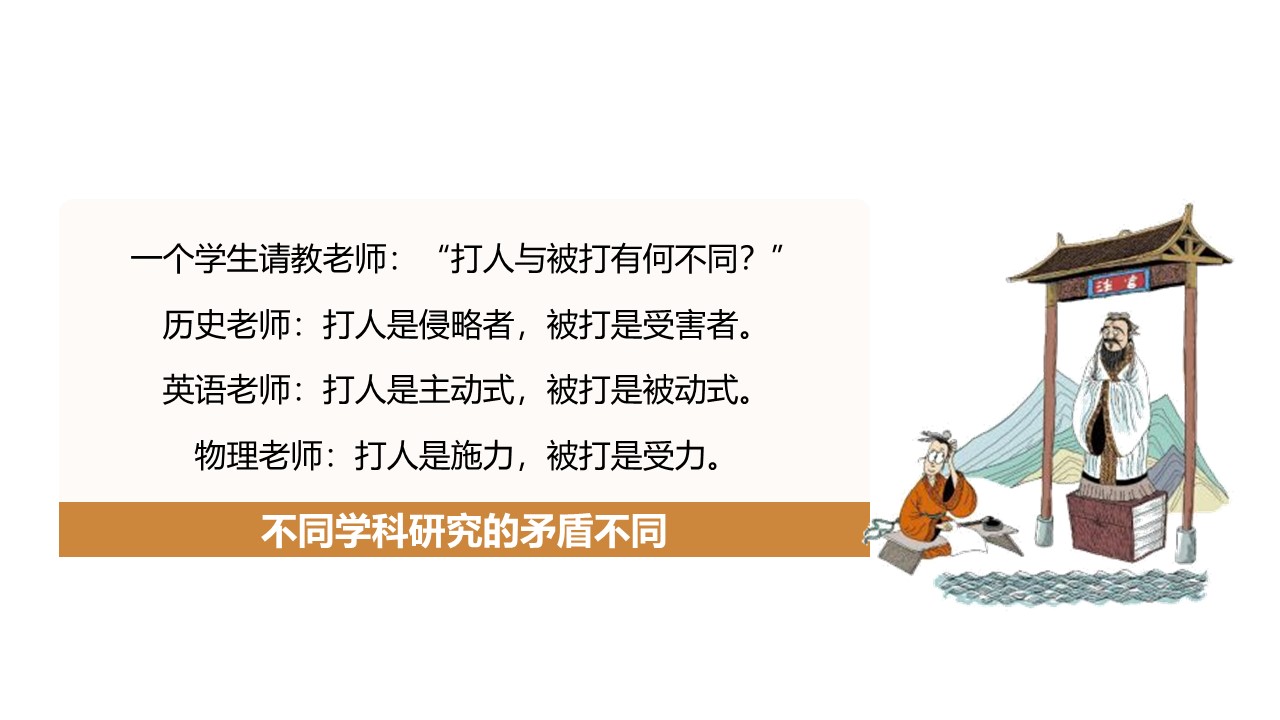 一个学生请教老师：“打人与被打有何不同？”
历史老师：打人是侵略者，被打是受害者。
英语老师：打人是主动式，被打是被动式。
物理老师：打人是施力，被打是受力。
不同学科研究的矛盾不同